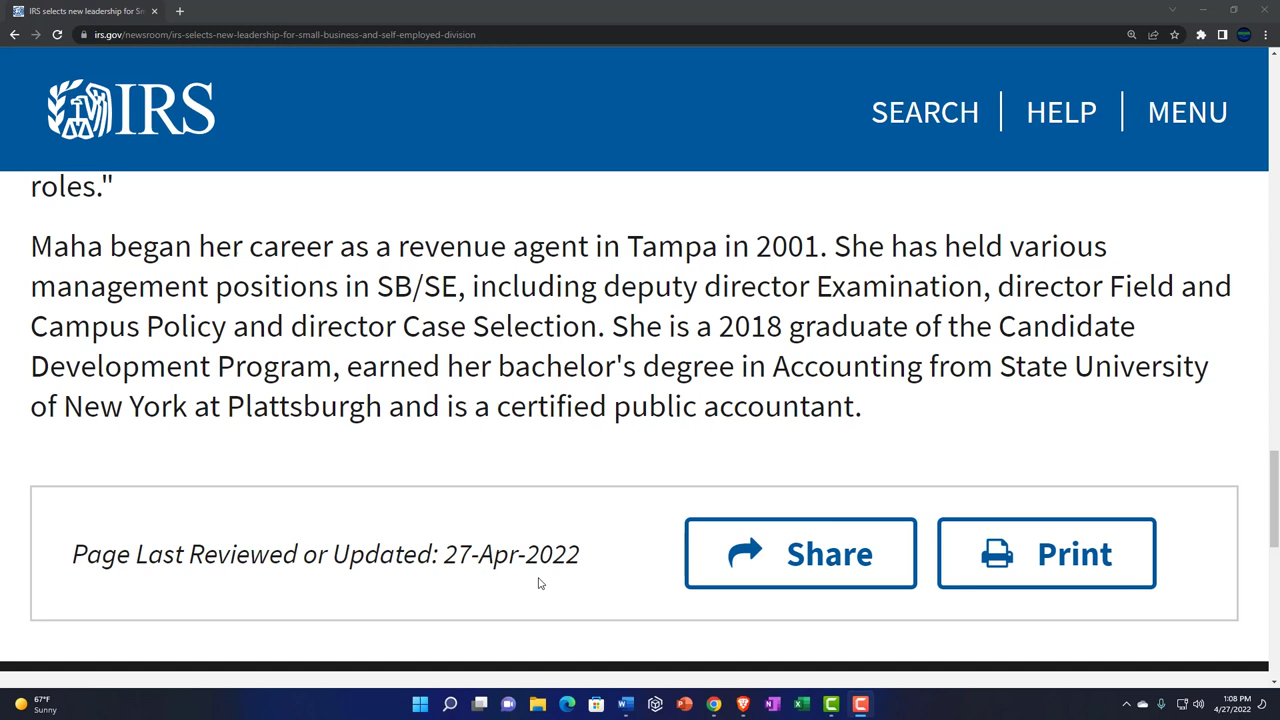 IRS selects new leadership for Sm
irs.gov/newsroom/irs-selects-new-leadership-for-small-business-and-self-employed-division
IRS
SEARCH
HELP
MENU
roles."
Maha began her career as a revenue agent in Tampa in 2001. She has held various
management positions in SB/SE, including deputy director Examination, director Field and
Campus Policy and director Case Selection. She is a 2018 graduate of the Candidate
Development Program, earned her bachelor's degree in Accounting from State University
of New York at Plattsburgh and is a certified public accountant.
Page Last Reviewed or Updated: 27-Apr-2022
Share
Print
67°F
Sunny
1:08 PM
4/27/2022